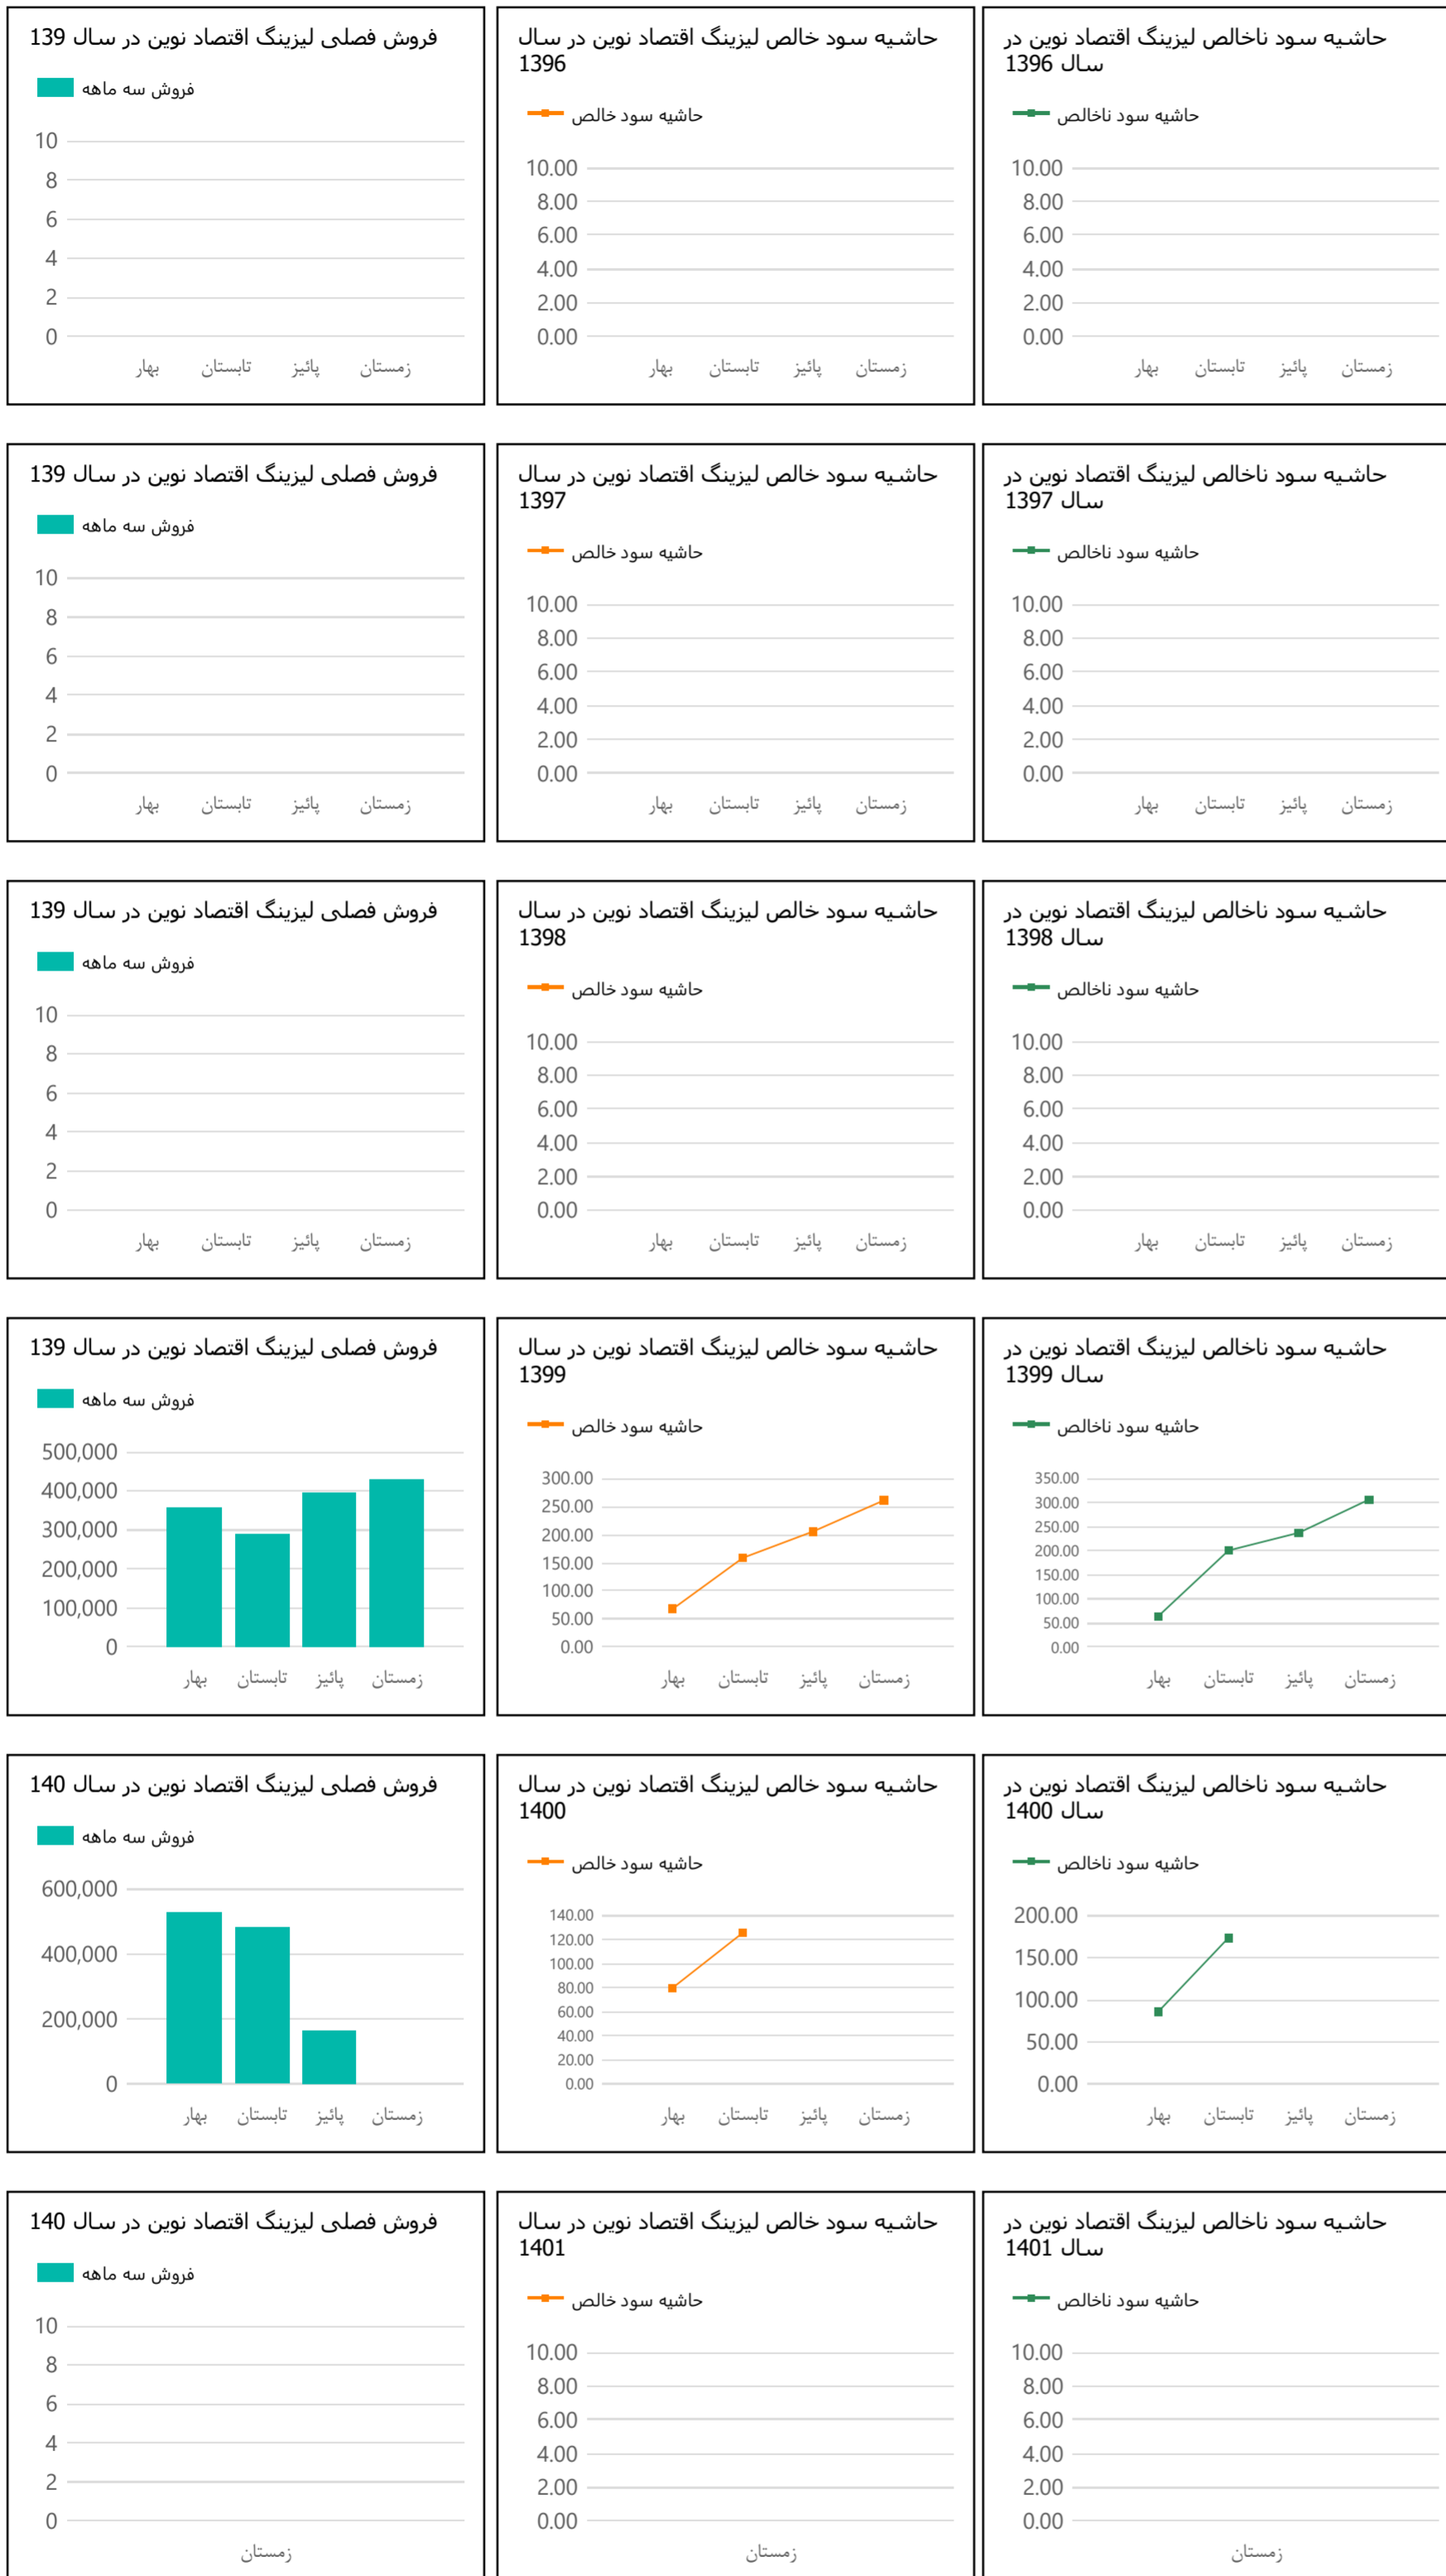 فروش فصلی لیزینگ اقتصاد نوین در سال 139
فروش سه ماهه
10
8
6
4
2
0
بهار تابستان پائیز زمستان
حاشیه سود خالص لیزینگ اقتصاد نوین در سال
1396
حاشیه سود خالص
10.00
8.00
6.00
4.00
2.00
0.00
بهار تابستان پائیز زمستان
حاشیه سود ناخالص لیزینگ اقتصاد نوین در
سال 1396
حاشیه سود ناخالص
10.00
8.00
6.00
4.00
2.00
0.00
بهار تابستان پائیز زمستان
فروش فصلی لیزینگ اقتصاد نوین در سال 139
فروش سه ماهه
10
8
6
4
2
0
بهار تابستان پائیز زمستان
حاشیه سود خالص لیزینگ اقتصاد نوین در سال
1397
حاشیه سود خالص
10.00
8.00
6.00
4.00
2.00
0.00
بهار تابستان پائیز زمستان
حاشیه سود ناخالص لیزینگ اقتصاد نوین در
سال 1397
حاشیه سود ناخالص
10.00
8.00
6.00
4.00
2.00
0.00
بهار تابستان پائیز زمستان
فروش فصلی لیزینگ اقتصاد نوین در سال 139
فروش سه ماهه
10
8
6
4
2
0
بهار تابستان پائیز زمستان
حاشیه سود خالص لیزینگ اقتصاد نوین در سال
1398
حاشیه سود خالص
10.00
8.00
6.00
4.00
2.00
0.00
بهار تابستان پائیز زمستان
حاشیه سود ناخالص لیزینگ اقتصاد نوین در
سال 1398
حاشیه سود ناخالص
10.00
8.00
6.00
4.00
2.00
0.00
بهار تابستان پائیز زمستان
فروش فصلی لیزینگ اقتصاد نوین در سال 139
فروش سه ماهه
500,000
400,000
300,000
200,000
100,000
0
بهار تابستان پائیز زمستان
حاشیه سود خالص لیزینگ اقتصاد نوین در سال
1399
حاشیه سود خالص
300.00
250.00
200.00
150.00
100.00
50.00
0.00
بهار تابستان پائیز زمستان
حاشیه سود ناخالص لیزینگ اقتصاد نوین در
سال 1399
حاشیه سود ناخالص
350.00
300.00
250.00
200.00
150.00
100.00
50.00
0.00
بهار تابستان پائیز زمستان
فروش فصلی لیزینگ اقتصاد نوین در سال 140
فروش سه ماهه
600,000
400,000
200,000
0
بهار تابستان پائیز زمستان
حاشیه سود خالص لیزینگ اقتصاد نوین در سال
1400
حاشیه سود خالص
140.00
120.00
100.00
80.00
60.00
40.00
20.00
0.00
بهار تابستان پائیز زمستان
حاشیه سود ناخالص لیزینگ اقتصاد نوین در
سال 1400
حاشیه سود ناخالص
200.00
150.00
100.00
50.00
0.00
بهار تابستان پائیز زمستان
فروش فصلی لیزینگ اقتصاد نوین در سال 140
فروش سه ماهه
10
8
6
4
2
0
زمستان
حاشیه سود خالص لیزینگ اقتصاد نوین در سال
1401
حاشیه سود خالص
10.00
8.00
6.00
4.00
2.00
0.00
زمستان
حاشیه سود ناخالص لیزینگ اقتصاد نوین در
سال 1401
حاشیه سود ناخالص
10.00
8.00
6.00
4.00
2.00
0.00
زمستان